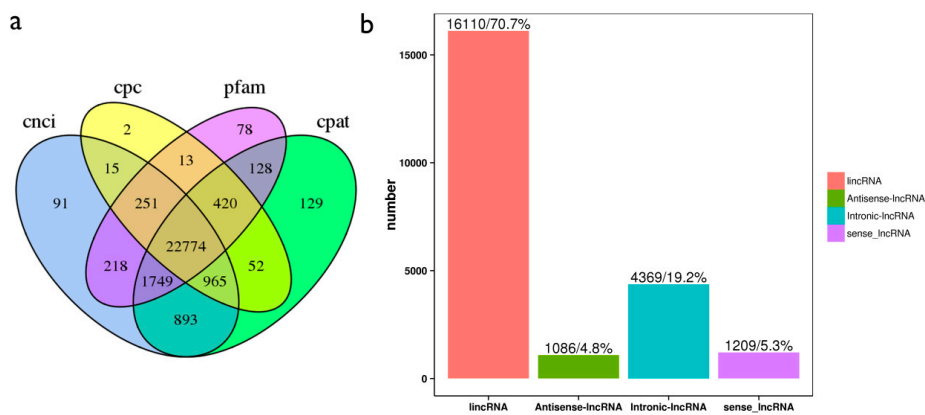 a
cnci
cpc
pfam
cpat
2
78
15
13
128
91
251
420
129
22774
218
52
1749
965
893
b
number
15000
10000
5000
0
16110/70.7%
1086/4.8%
4369/19.2%
1209/5.3%
lincRNA
Antisense-lncRNA
Intronic-lncRNA
sense_lncRNA
lincRNA
Antisense-lncRNA
Intronic-lncRNA
sense_lncRNA